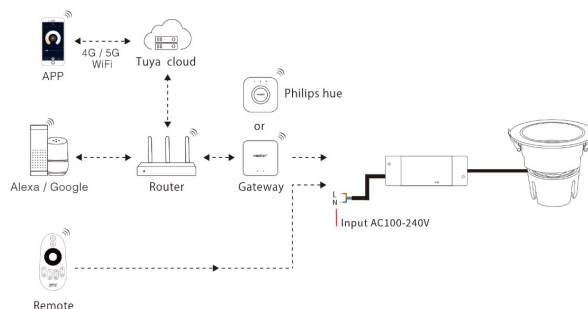 4G / 5G
WiFi
APP
Tuya cloud
Philips hue
or
Alexa / Google
Router
Gateway
L
N
Input AC100-240V
Remote